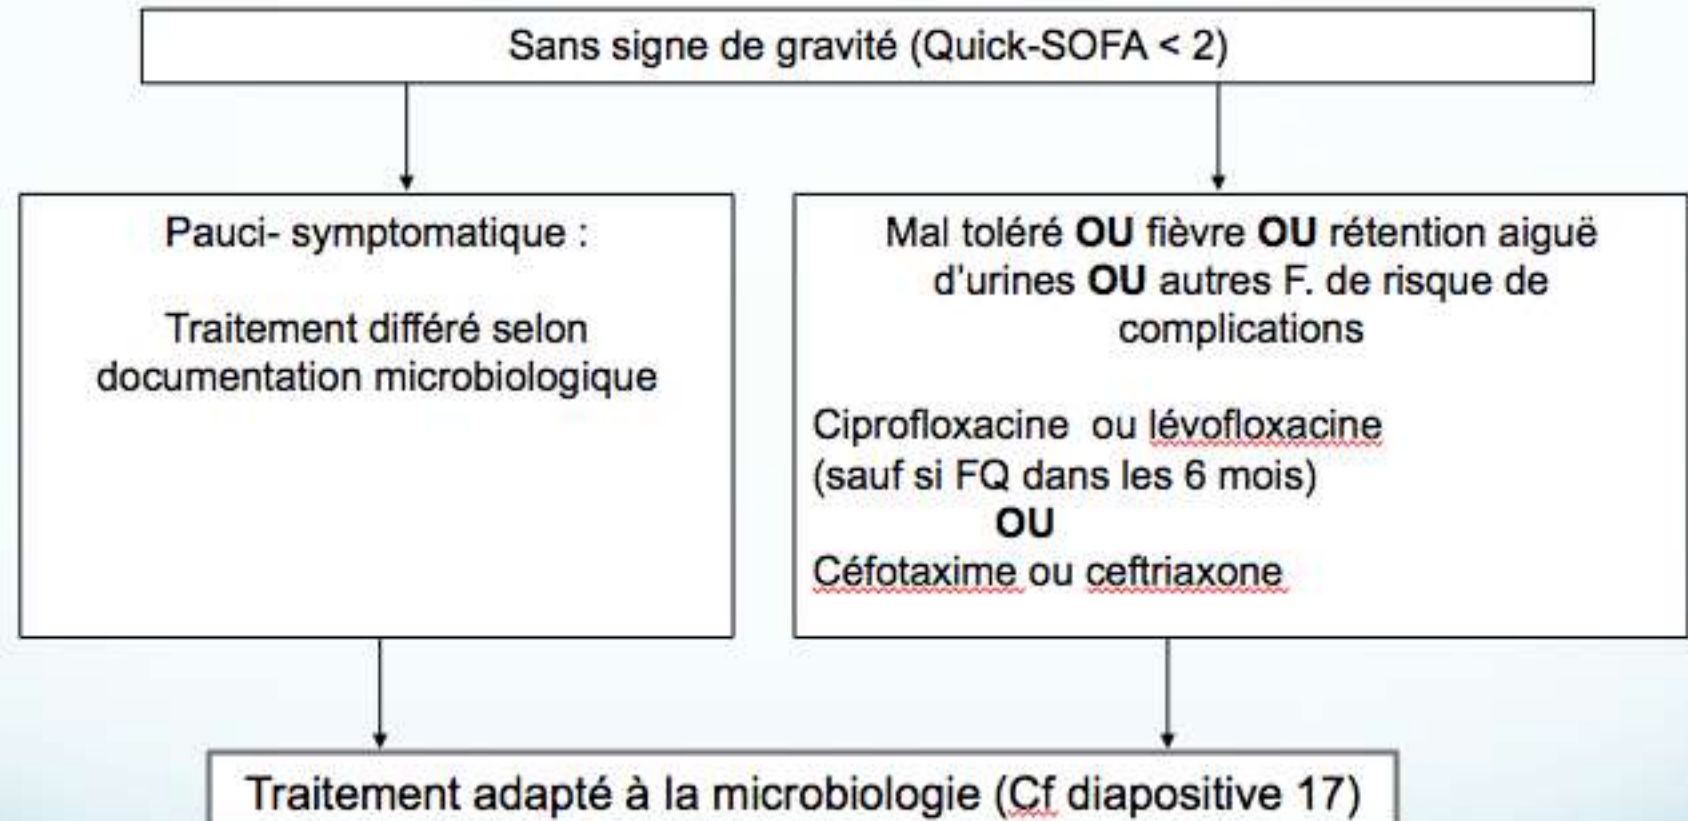 Sans signe de gravité (Quick-SOFA < 2)
Pauci- symptomatique :
Traitement différé selon
documentation microbiologique
Mal toléré OU fièvre OU rétention aiguë
d'urines OU autres F. de risque de
complications
Ciprofloxacine ou lévofloxacine
(sauf si FQ dans les 6 mois)
OU
Céfotaxime ou ceftriaxone
Traitement adapté à la microbiologie (Cf diapositive 17)